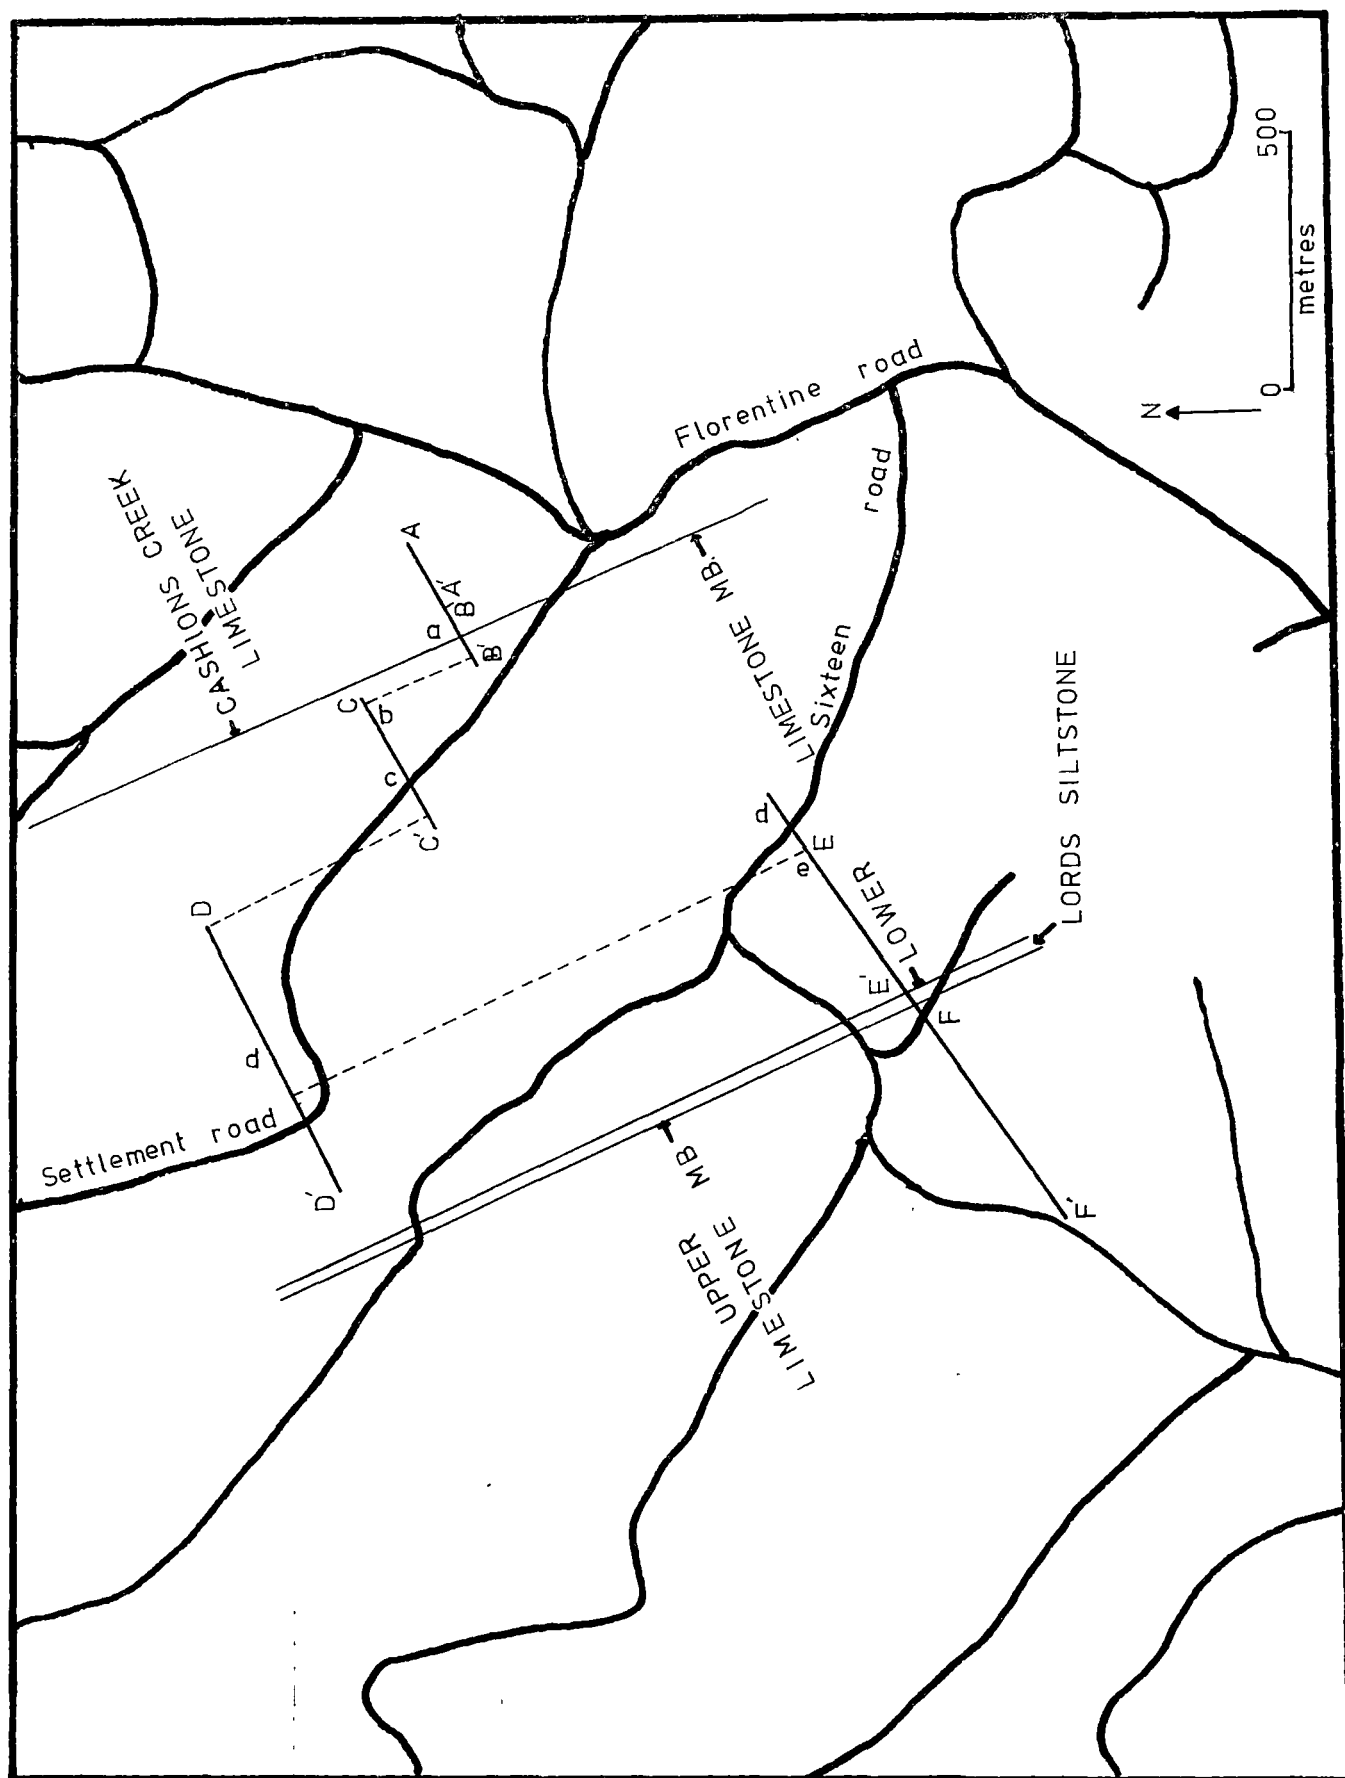 CASHIONS CREEK
LIMESTONE
A
A'
B
a
B'
C
b
c
C'
D
d
D'
Settlement road
Florentine road
Sixteen road
LOWER LIMESTONE MB.
d
E
e
E'
F
F'
LORDS SILTSTONE
UPPER
LIMESTONE MB
N
0 500
metres